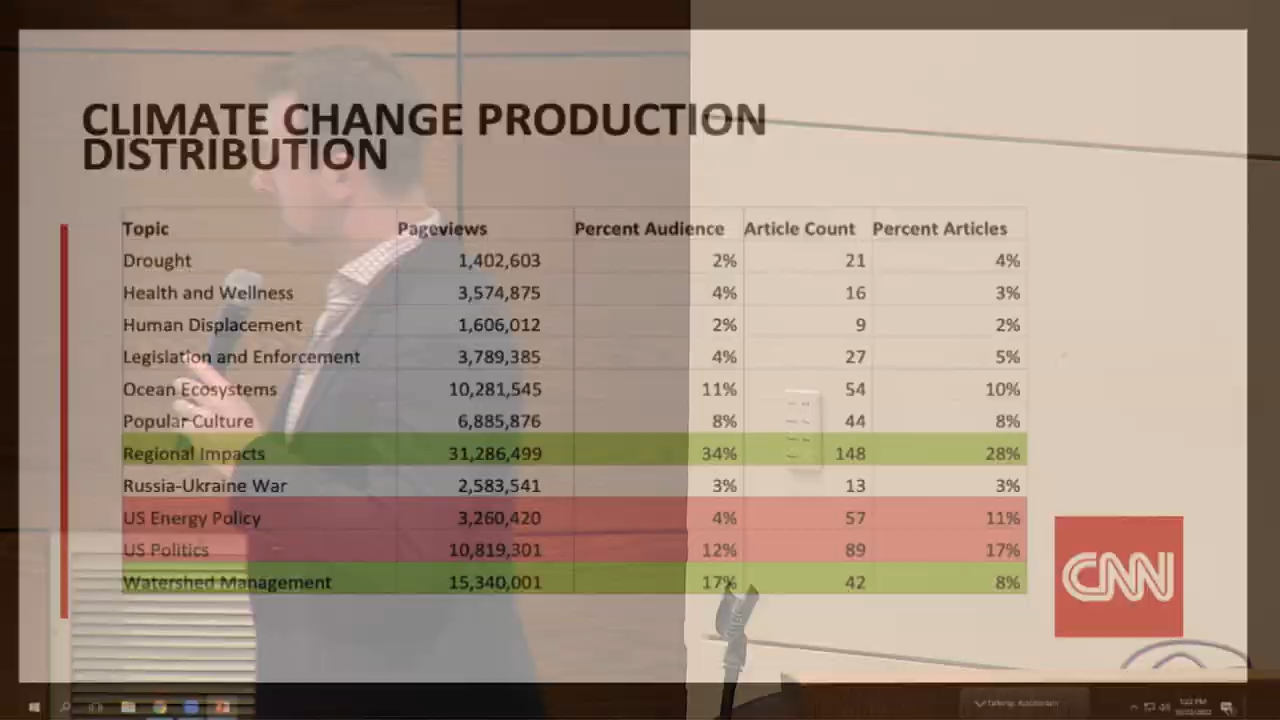 CLIMATE CHANGE PRODUCTION
DISTRIBUTION
Topic Pageviews Percent Audience Article Count Percent Articles
Drought 1,402,603 2% 21 4%
Health and Wellness 3,574,875 4% 16 3%
Human Displacement 1,606,012 2% 9 2%
Legislation and Enforcement 3,789,385 4% 27 5%
Ocean Ecosystems 10,281,545 11% 54 10%
Popular Culture 6,885,876 8% 44 8%
Regional Impacts 31,286,499 34% 148 28%
Russia-Ukraine War 2,583,541 3% 13 3%
US Energy Policy 3,260,420 4% 57 11%
US Politics 10,819,301 12% 89 17%
Watershed Management 15,340,001 17% 42 8%
CNN